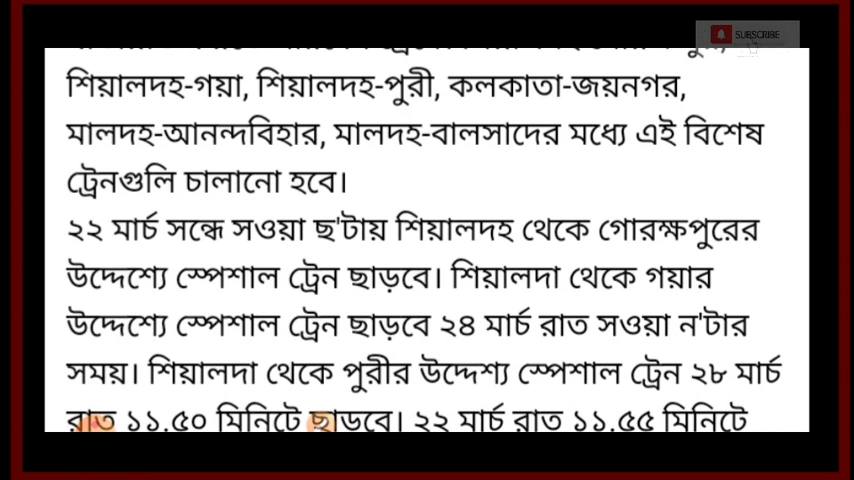 SUBSCRIBE
শিয়ালদহ-গয়া, শিয়ালদহ-পুরী, কলকাতা-জয়নগর,
মালদহ-আনন্দবিহার, মালদহ-বালসাদের মধ্যে এই বিশেষ
ট্রেনগুলি চালানো হবে।
২২ মার্চ সন্ধে সওয়া ছ'টায় শিয়ালদহ থেকে গোরক্ষপুরের
উদ্দেশ্যে স্পেশাল ট্রেন ছাড়বে। শিয়ালদা থেকে গয়ার
উদ্দেশ্যে স্পেশাল ট্রেন ছাড়বে ২৪ মার্চ রাত সওয়া ন'টার
সময়। শিয়ালদা থেকে পুরীর উদ্দেশ্য স্পেশাল ট্রেন ২৮ মার্চ
রাত ১১.৫০ মিনিটে ছাড়বে। ২২ মার্চ রাত ১১.৫৫ মিনিটে